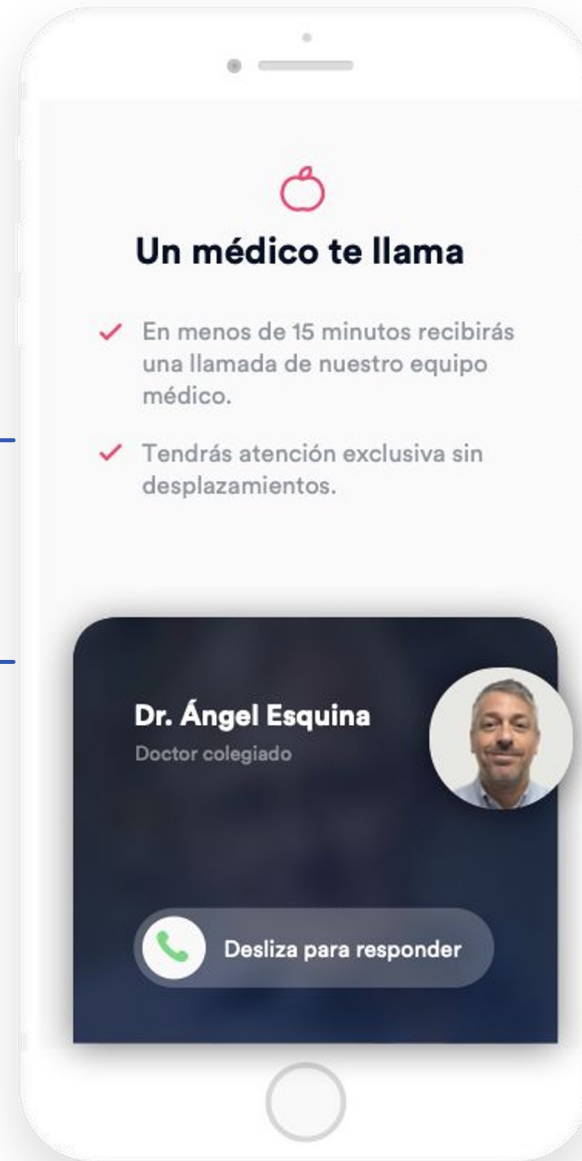 Un médico te llama
En menos de 15 minutos recibirás
una llamada de nuestro equipo
médico.
Tendrás atención exclusiva sin
desplazamientos.
Dr. Ángel Esquina
Doctor colegiado
Desliza para responder